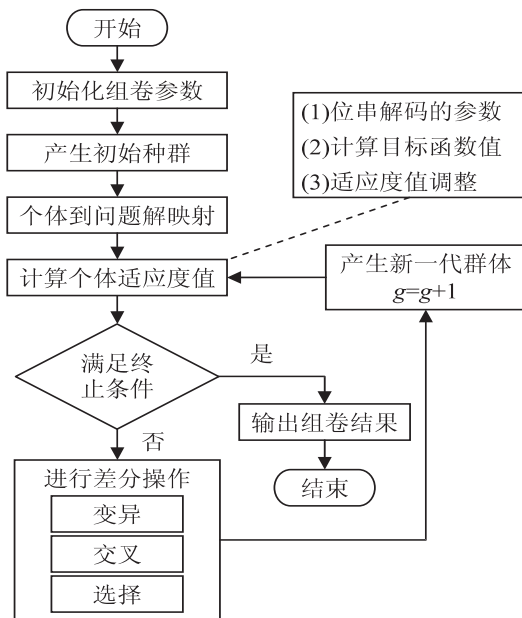 开始
初始化组卷参数
产生初始种群
个体到问题解映射
计算个体适应度值
(1)位串解码的参数
(2)计算目标函数值
(3)适应度值调整
产生新一代群体
g=g+1
满足终
止条件
是
否
输出组卷结果
结束
进行差分操作
变异
交叉
选择